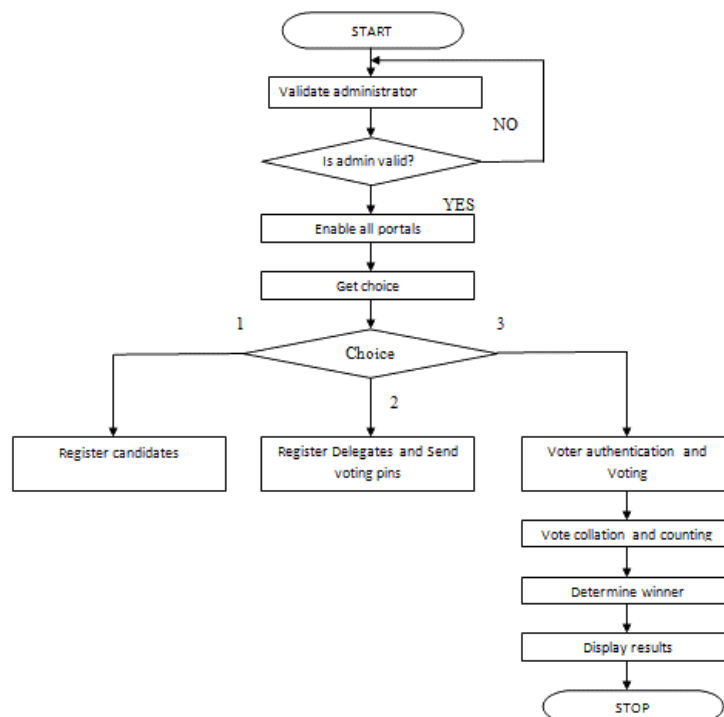 START
Validate administrator
NO
Is admin valid?
YES
Enable all portals
Get choice
1
3
Choice
2
Register candidates
Register Delegates and Send
voting pins
Voter authentication and
Voting
Vote collation and counting
Determine winner
Display results
STOP